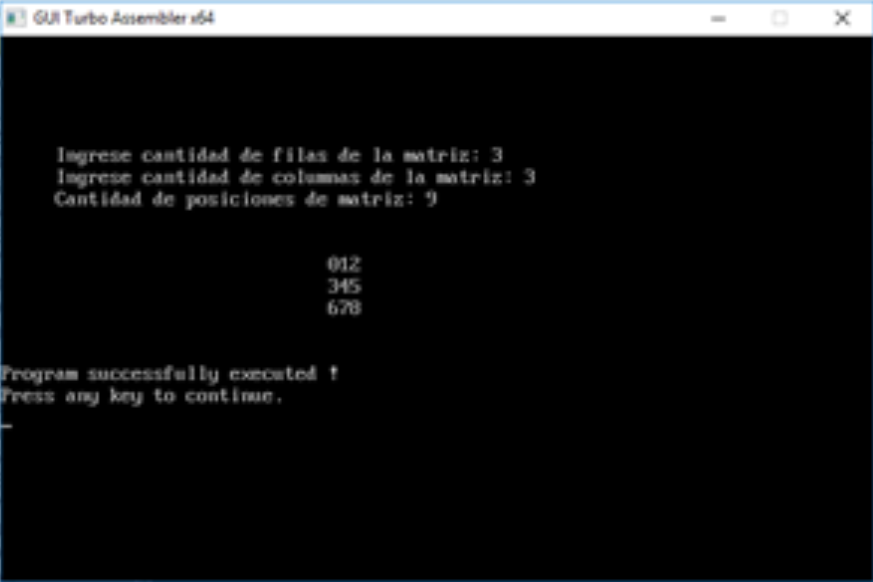 GUI Turbo Assembler x64
Ingrese cantidad de filas de la matriz: 3
Ingrese cantidad de columnas de la matriz: 3
Cantidad de posiciones de matriz: 9
012
345
678
Program successfully executed !
Press any key to continue.